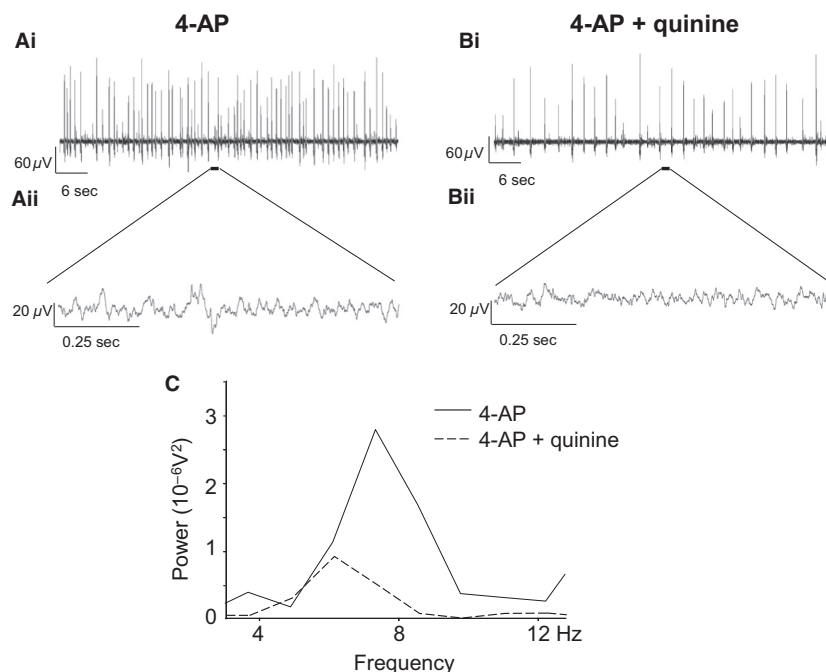 4-AP
4-AP + quinine
Ai
Bi
60 µV
6 sec
60 µV
6 sec
Aii
Bii
20 µV
0.25 sec
20 µV
0.25 sec
C
Power (10⁻⁶V²)
3
2
1
0
4-AP
4-AP + quinine
4
8
12 Hz
Frequency